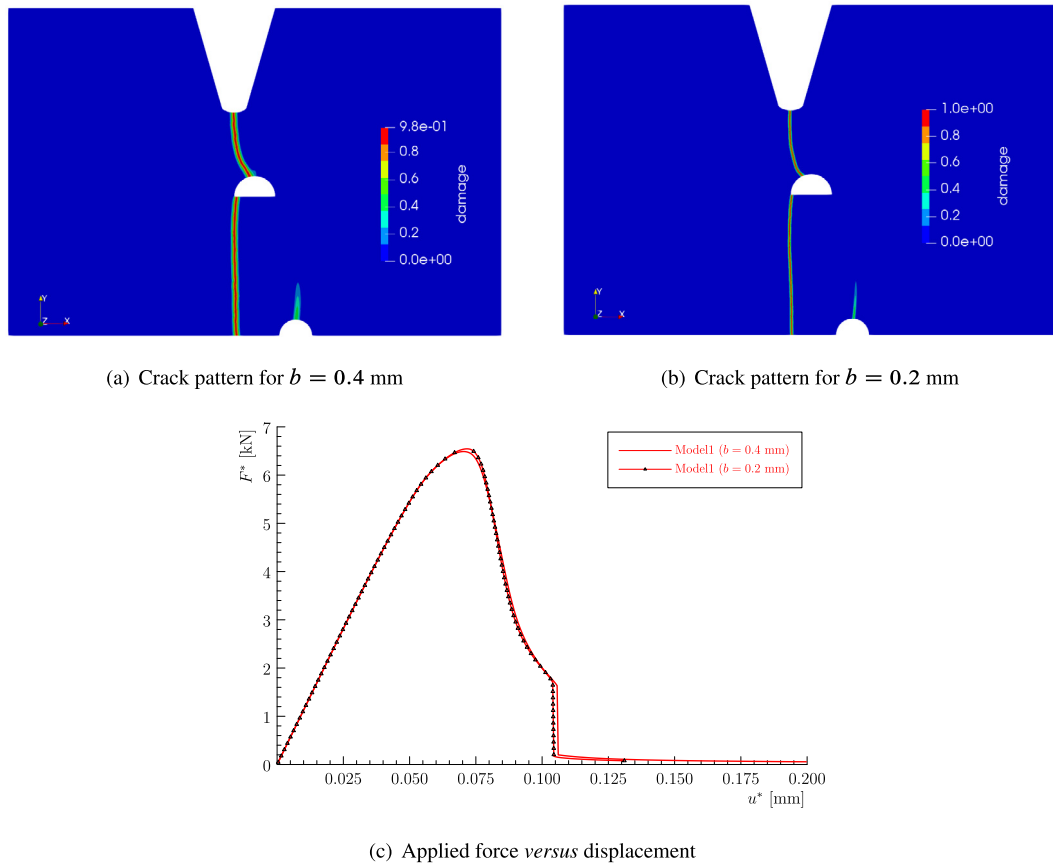 9.8e-01
0.8
0.6
0.4
0.2
0.0e+00
damage
Y
Z X
1.0e+00
0.8
0.6
0.4
0.2
0.0e+00
damage
Y
Z X
(a) Crack pattern for b = 0.4 mm
(b) Crack pattern for b = 0.2 mm
F* [kN]
7
6
5
4
3
2
1
0
0.025 0.050 0.075 0.100 0.125 0.150 0.175 0.200
u* [mm]
Model1 (b = 0.4 mm)
Model1 (b = 0.2 mm)
(c) Applied force versus displacement